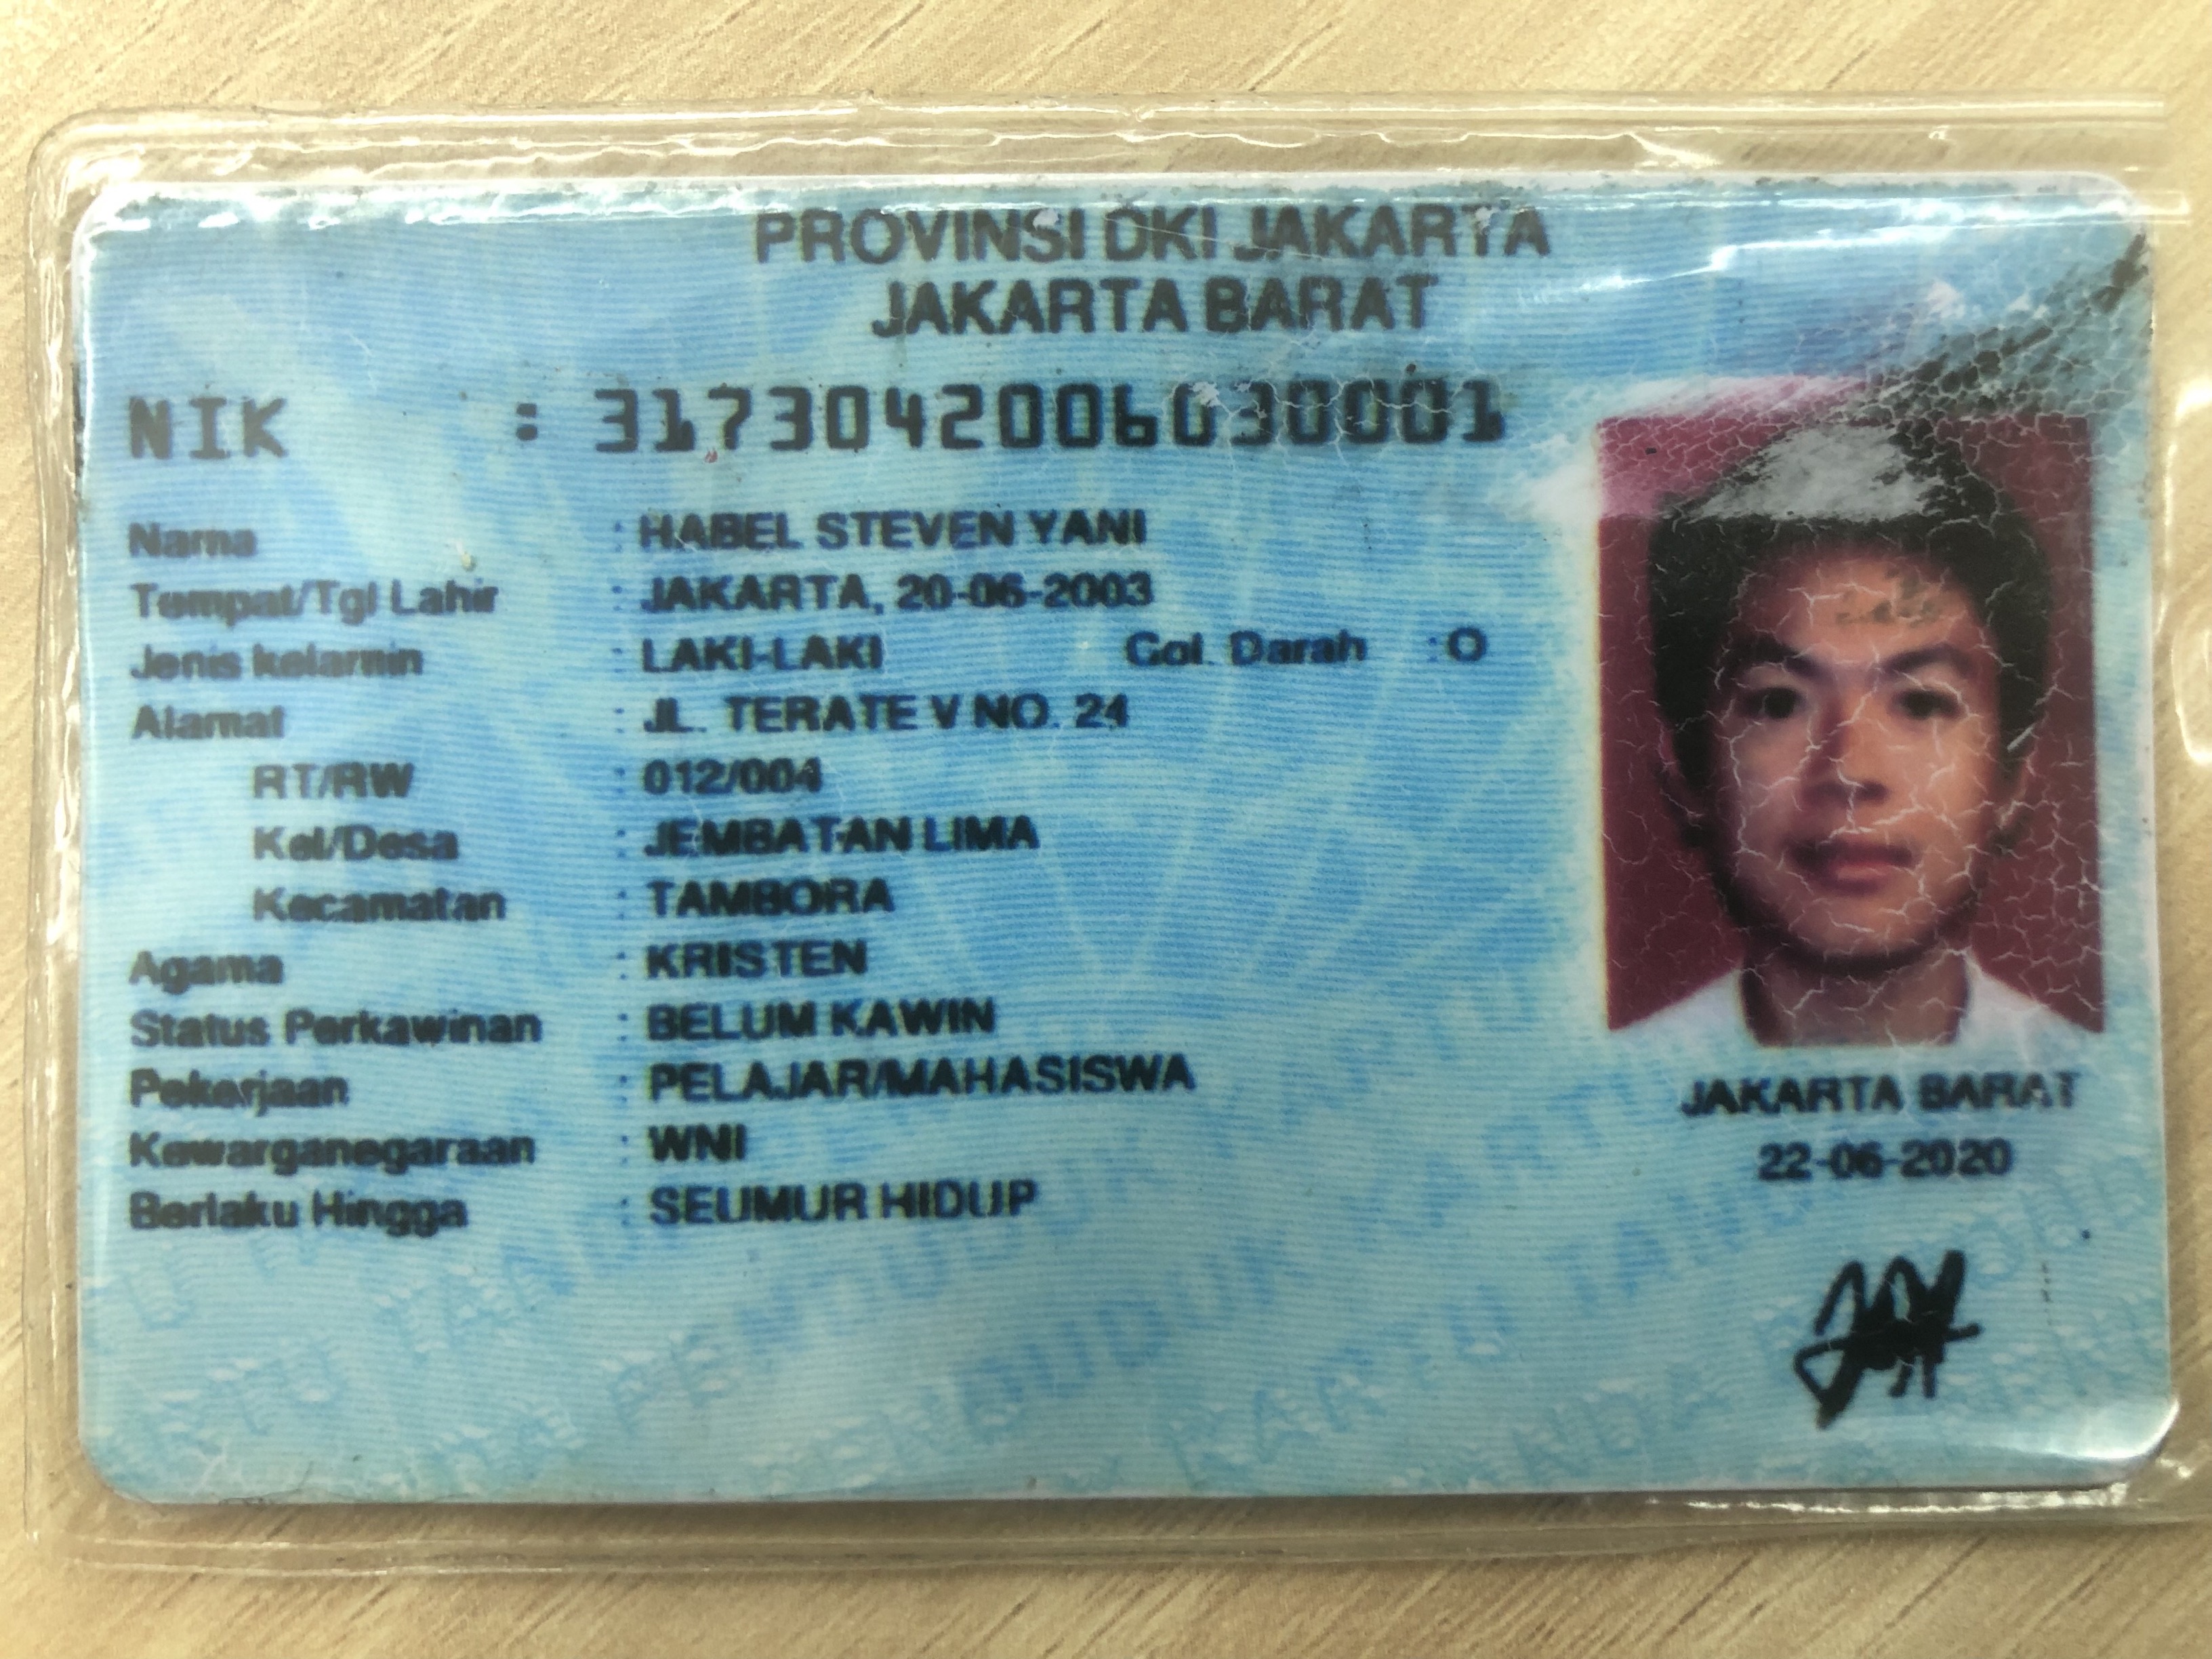 PROVINSI DKI JAKARTA
JAKARTA BARAT
NIK : 3173042006030001
Nama : HABEL STEVEN YANI
Tempat/Tgl Lahir : JAKARTA, 20-06-2003
Jenis kelamin : LAKI-LAKI Gol. Darah : O
Alamat : JL. TERATE V NO. 24
RT/RW : 012/004
Kel/Desa : JEMBATAN LIMA
Kecamatan : TAMBORA
Agama : KRISTEN
Status Perkawinan : BELUM KAWIN
Pekerjaan : PELAJAR/MAHASISWA
Kewarganegaraan : WNI
Berlaku Hingga : SEUMUR HIDUP
JAKARTA BARAT
22-06-2020